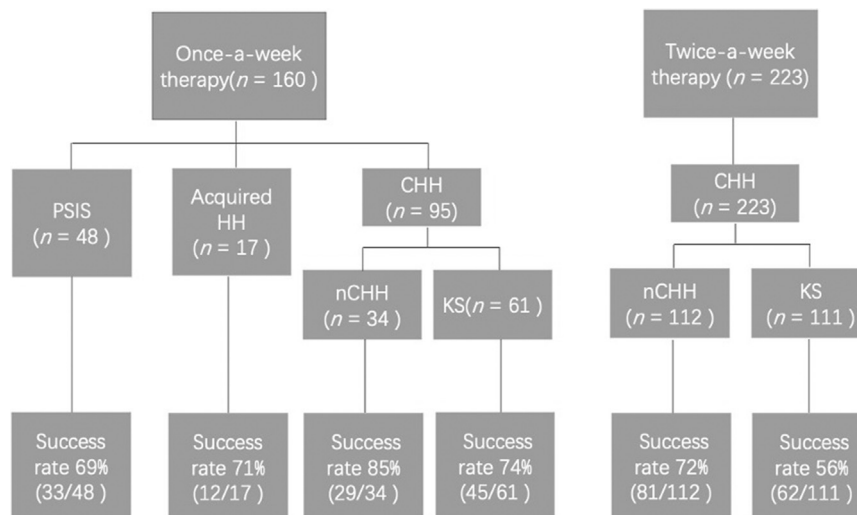 Once-a-week
therapy(n = 160 )
Twice-a-week
therapy (n = 223)
PSIS
(n = 48 )
Acquired
HH
(n = 17 )
CHH
(n = 95)
CHH
(n = 223)
nCHH
(n = 34 )
KS(n = 61 )
nCHH
(n = 112 )
KS
(n = 111 )
Success
rate 69%
(33/48 )
Success
rate 71%
(12/17 )
Success
rate 85%
(29/34 )
Success
rate 74%
(45/61 )
Success
rate 72%
(81/112 )
Success
rate 56%
(62/111 )